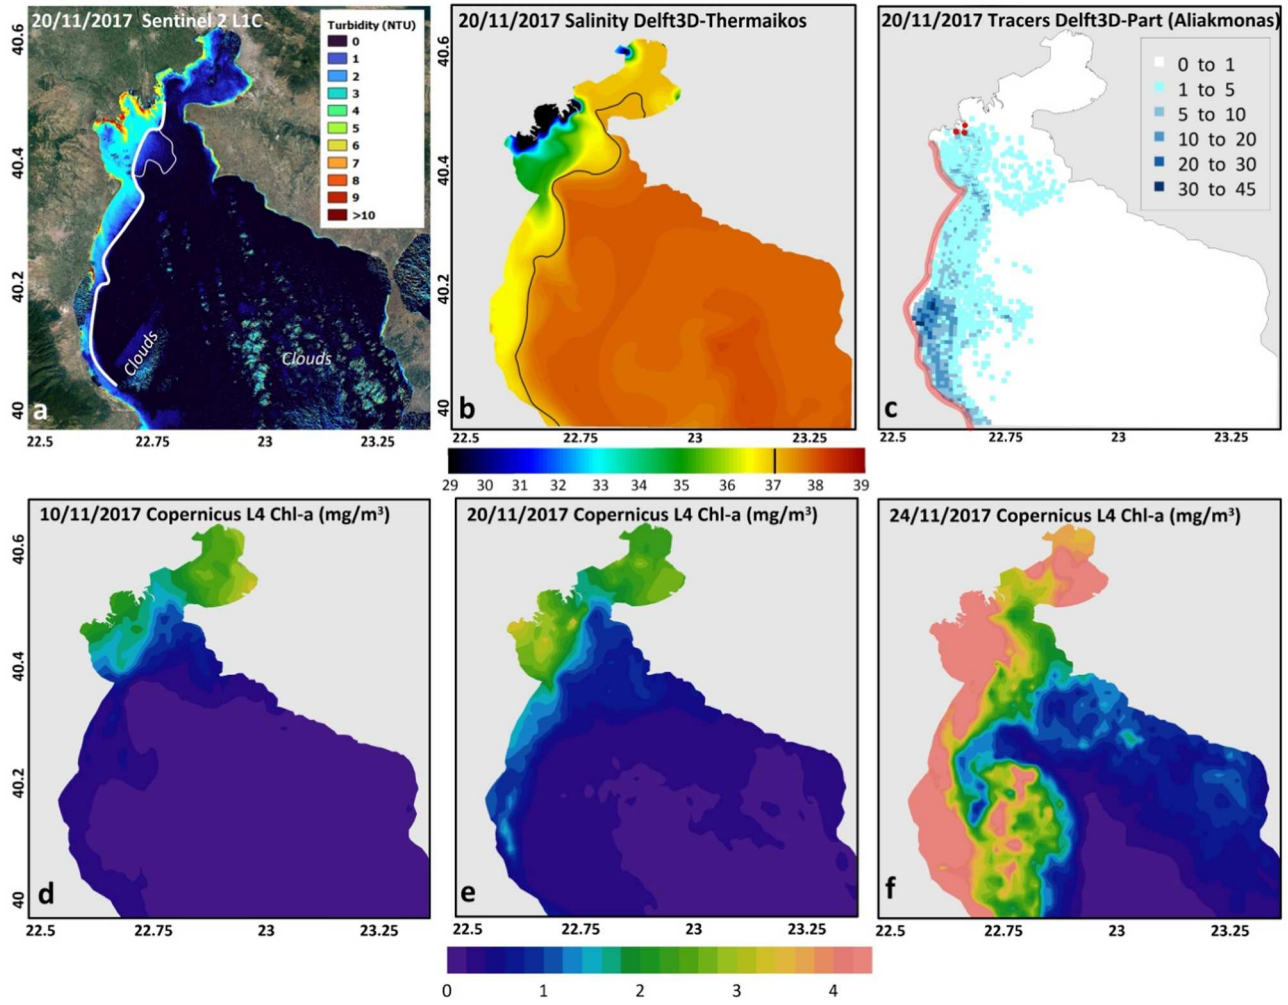 20/11/2017 Sentinel 2 L1C
Turbidity (NTU)
0
1
2
3
4
5
6
7
8
9
>10
Clouds
Clouds
a
40.6
40.4
40.2
40
22.5 22.75 23 23.25
20/11/2017 Salinity Delft3D-Thermaikos
b
40.6
40.4
40.2
40
22.5 22.75 23 23.25
29 30 31 32 33 34 35 36 37 38 39
20/11/2017 Tracers Delft3D-Part (Aliakmonas)
0 to 1
1 to 5
5 to 10
10 to 20
20 to 30
30 to 45
c
22.5 22.75 23 23.25
10/11/2017 Copernicus L4 Chl-a (mg/m³)
d
40.6
40.4
40.2
40
22.5 22.75 23 23.25
20/11/2017 Copernicus L4 Chl-a (mg/m³)
e
22.5 22.75 23 23.25
24/11/2017 Copernicus L4 Chl-a (mg/m³)
f
22.5 22.75 23 23.25
0 1 2 3 4